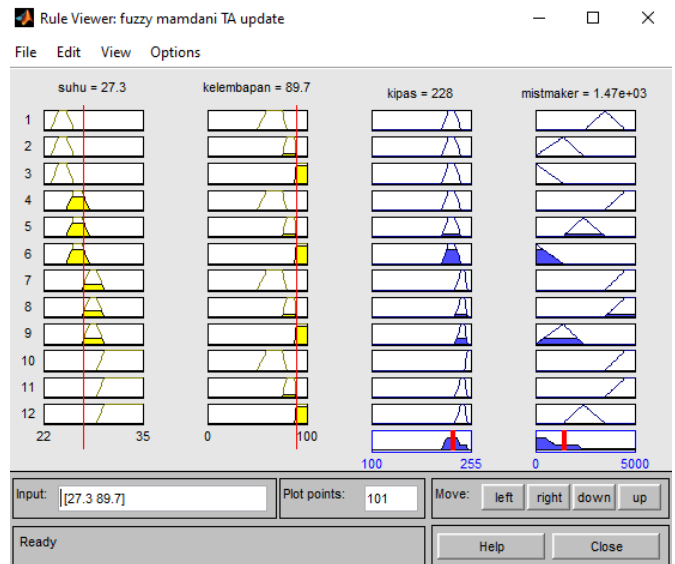 Rule Viewer: fuzzy mamdani TA update
File Edit View Options
suhu = 27.3 kelembapan = 89.7 kipas = 228 mistmaker = 1.47e+03
1
2
3
4
5
6
7
8
9
10
11
12
22 35 0 100
100 255 0 5000
Input: [27.3 89.7] Plot points: 101 Move: left right down up
Ready Help Close